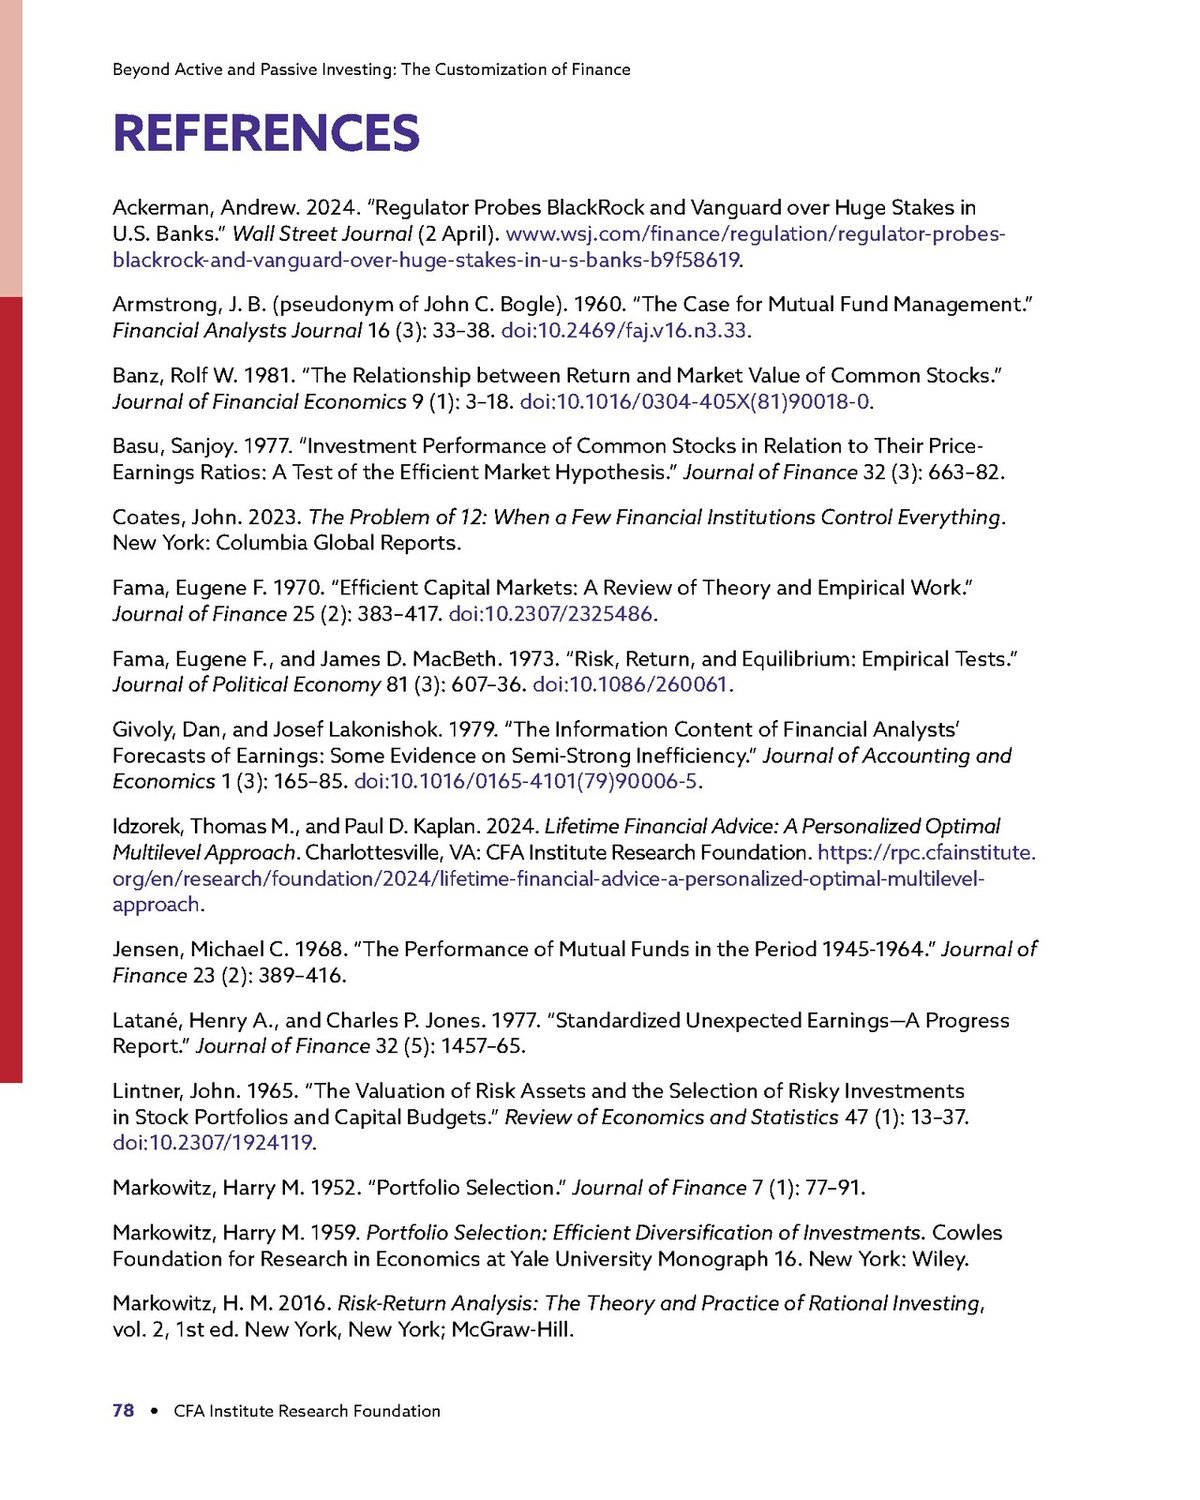 Beyond Active and Passive Investing: The Customization of Finance
REFERENCES
Ackerman, Andrew. 2024. “Regulator Probes BlackRock and Vanguard over Huge Stakes in
U.S. Banks.” Wall Street Journal (2 April). www.wsj.com/finance/regulation/regulator-probes-
blackrock-and-vanguard-over-huge-stakes-in-u-s-banks-b9f58619.
Armstrong, J. B. (pseudonym of John C. Bogle). 1960. “The Case for Mutual Fund Management.”
Financial Analysts Journal 16 (3): 33–38. doi:10.2469/faj.v16.n3.33.
Banz, Rolf W. 1981. “The Relationship between Return and Market Value of Common Stocks.”
Journal of Financial Economics 9 (1): 3–18. doi:10.1016/0304-405X(81)90018-0.
Basu, Sanjoy. 1977. “Investment Performance of Common Stocks in Relation to Their Price-
Earnings Ratios: A Test of the Efficient Market Hypothesis.” Journal of Finance 32 (3): 663–82.
Coates, John. 2023. The Problem of 12: When a Few Financial Institutions Control Everything.
New York: Columbia Global Reports.
Fama, Eugene F. 1970. “Efficient Capital Markets: A Review of Theory and Empirical Work.”
Journal of Finance 25 (2): 383–417. doi:10.2307/2325486.
Fama, Eugene F., and James D. MacBeth. 1973. “Risk, Return, and Equilibrium: Empirical Tests.”
Journal of Political Economy 81 (3): 607–36. doi:10.1086/260061.
Givoly, Dan, and Josef Lakonishok. 1979. “The Information Content of Financial Analysts’
Forecasts of Earnings: Some Evidence on Semi-Strong Inefficiency.” Journal of Accounting and
Economics 1 (3): 165–85. doi:10.1016/0165-4101(79)90006-5.
Idzorek, Thomas M., and Paul D. Kaplan. 2024. Lifetime Financial Advice: A Personalized Optimal
Multilevel Approach. Charlottesville, VA: CFA Institute Research Foundation. https://rpc.cfainstitute.
org/en/research/foundation/2024/lifetime-financial-advice-a-personalized-optimal-multilevel-
approach.
Jensen, Michael C. 1968. “The Performance of Mutual Funds in the Period 1945-1964.” Journal of
Finance 23 (2): 389–416.
Latané, Henry A., and Charles P. Jones. 1977. “Standardized Unexpected Earnings—A Progress
Report.” Journal of Finance 32 (5): 1457–65.
Lintner, John. 1965. “The Valuation of Risk Assets and the Selection of Risky Investments
in Stock Portfolios and Capital Budgets.” Review of Economics and Statistics 47 (1): 13–37.
doi:10.2307/1924119.
Markowitz, Harry M. 1952. “Portfolio Selection.” Journal of Finance 7 (1): 77–91.
Markowitz, Harry M. 1959. Portfolio Selection: Efficient Diversification of Investments. Cowles
Foundation for Research in Economics at Yale University Monograph 16. New York: Wiley.
Markowitz, H. M. 2016. Risk-Return Analysis: The Theory and Practice of Rational Investing,
vol. 2, 1st ed. New York, New York; McGraw-Hill.
78 • CFA Institute Research Foundation